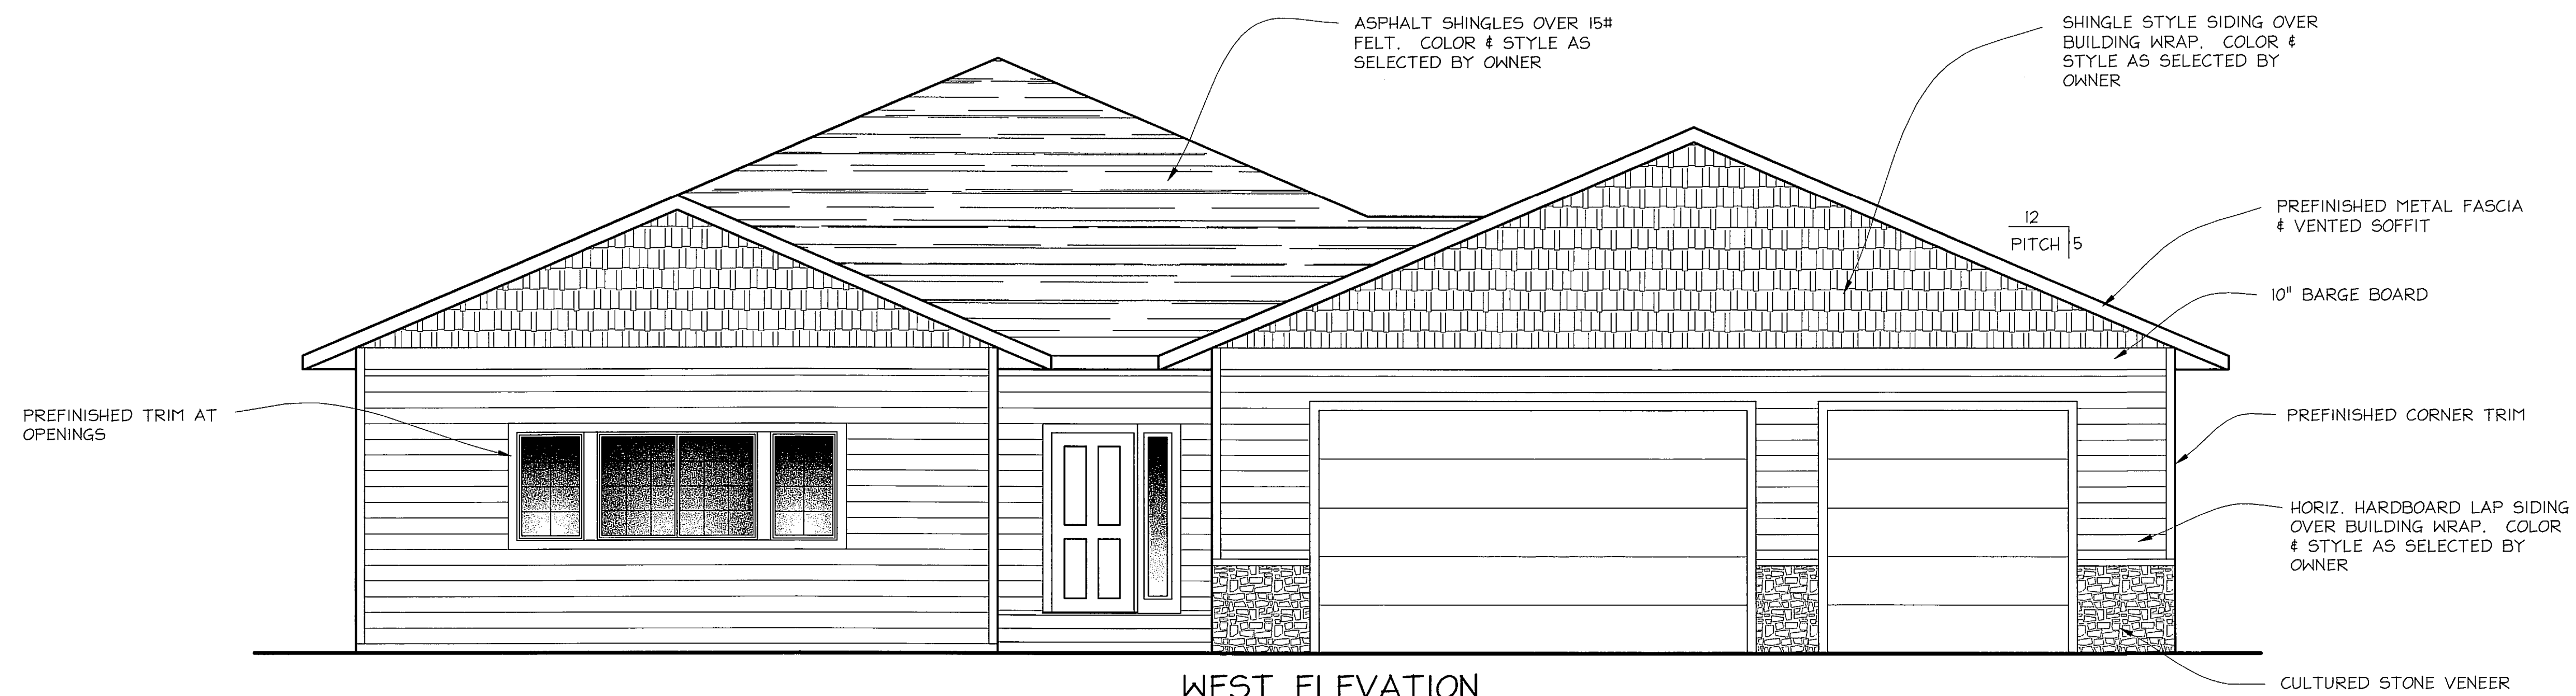 ASPHALT SHINGLES OVER 15#
FELT. COLOR & STYLE AS
SELECTED BY OWNER
SHINGLE STYLE SIDING OVER
BUILDING WRAP. COLOR &
STYLE AS SELECTED BY
OWNER
PREFINISHED METAL FASCIA
& VENTED SOFFIT
12
PITCH 5
10" BARGE BOARD
PREFINISHED TRIM AT
OPENINGS
PREFINISHED CORNER TRIM
HORIZ. HARDBOARD LAP SIDING
OVER BUILDING WRAP. COLOR
& STYLE AS SELECTED BY
OWNER
CULTURED STONE VENEER
WEST ELEVATION